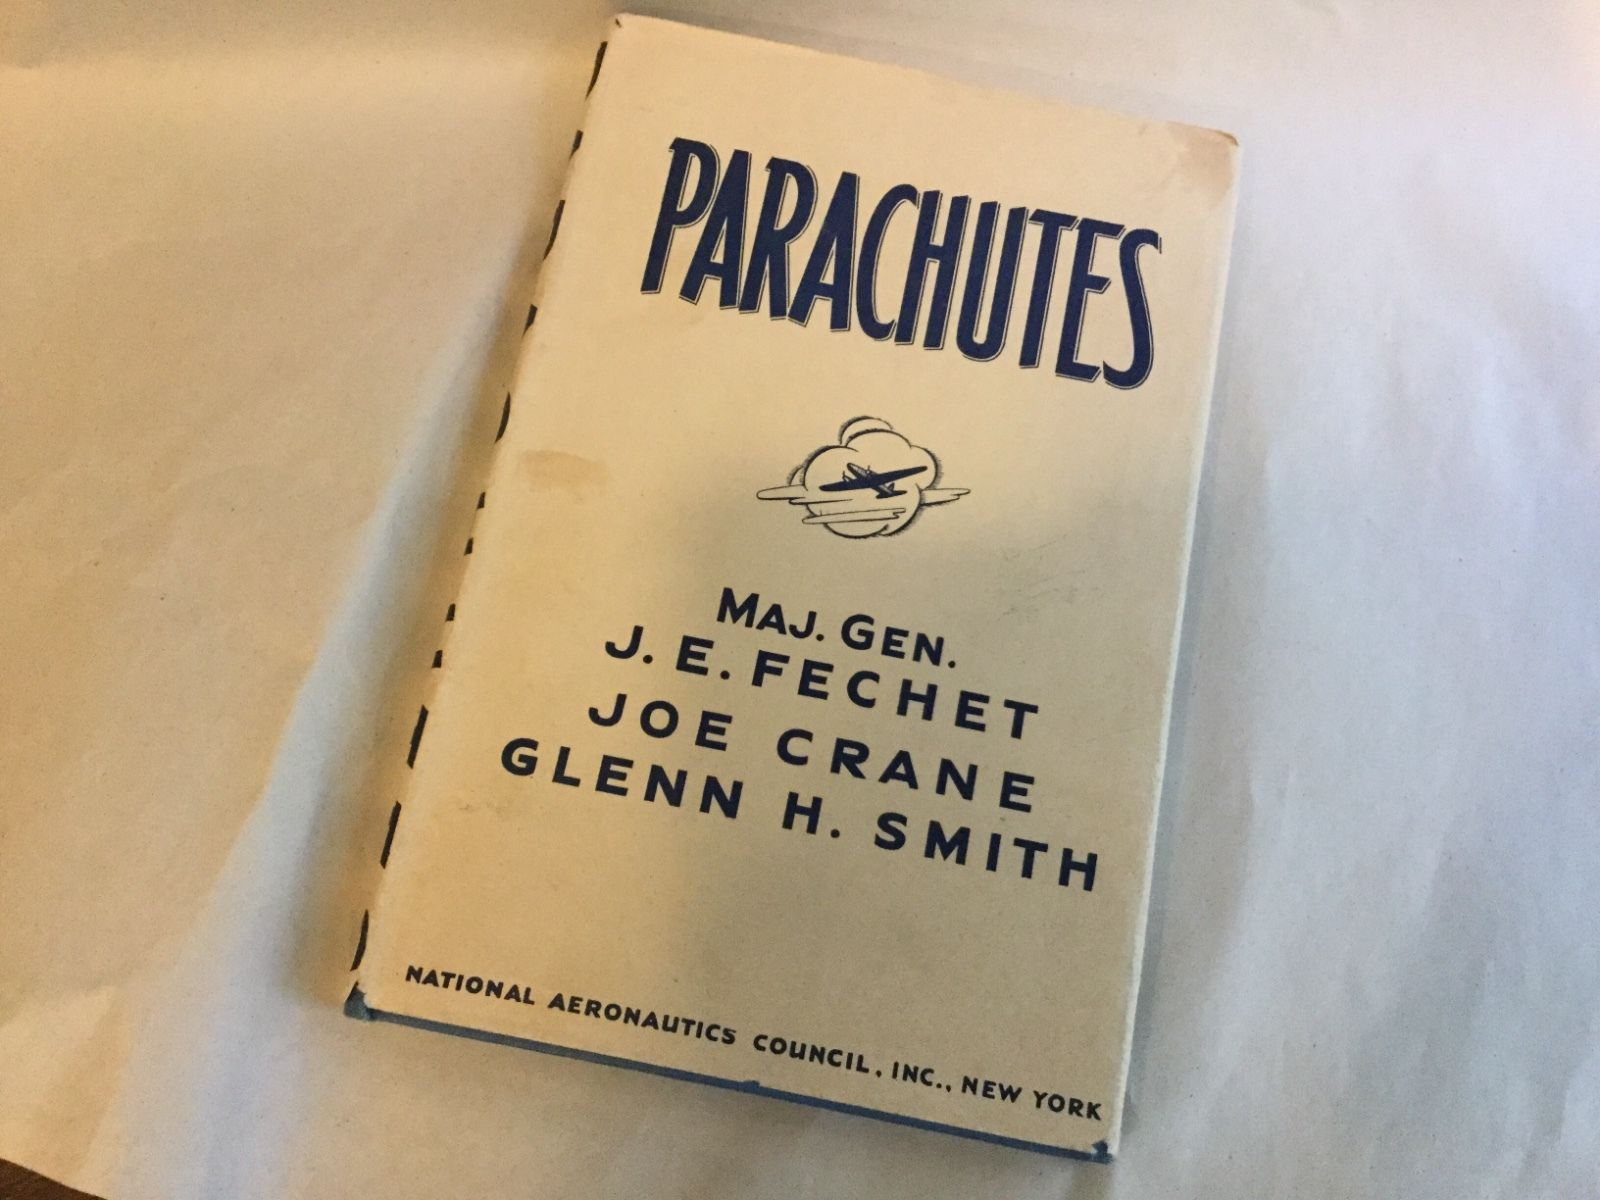 PARACHUTES
MAJ. GEN.
J. E. FECHET
JOE CRANE
GLENN H. SMITH
NATIONAL AERONAUTICS COUNCIL, INC., NEW YORK